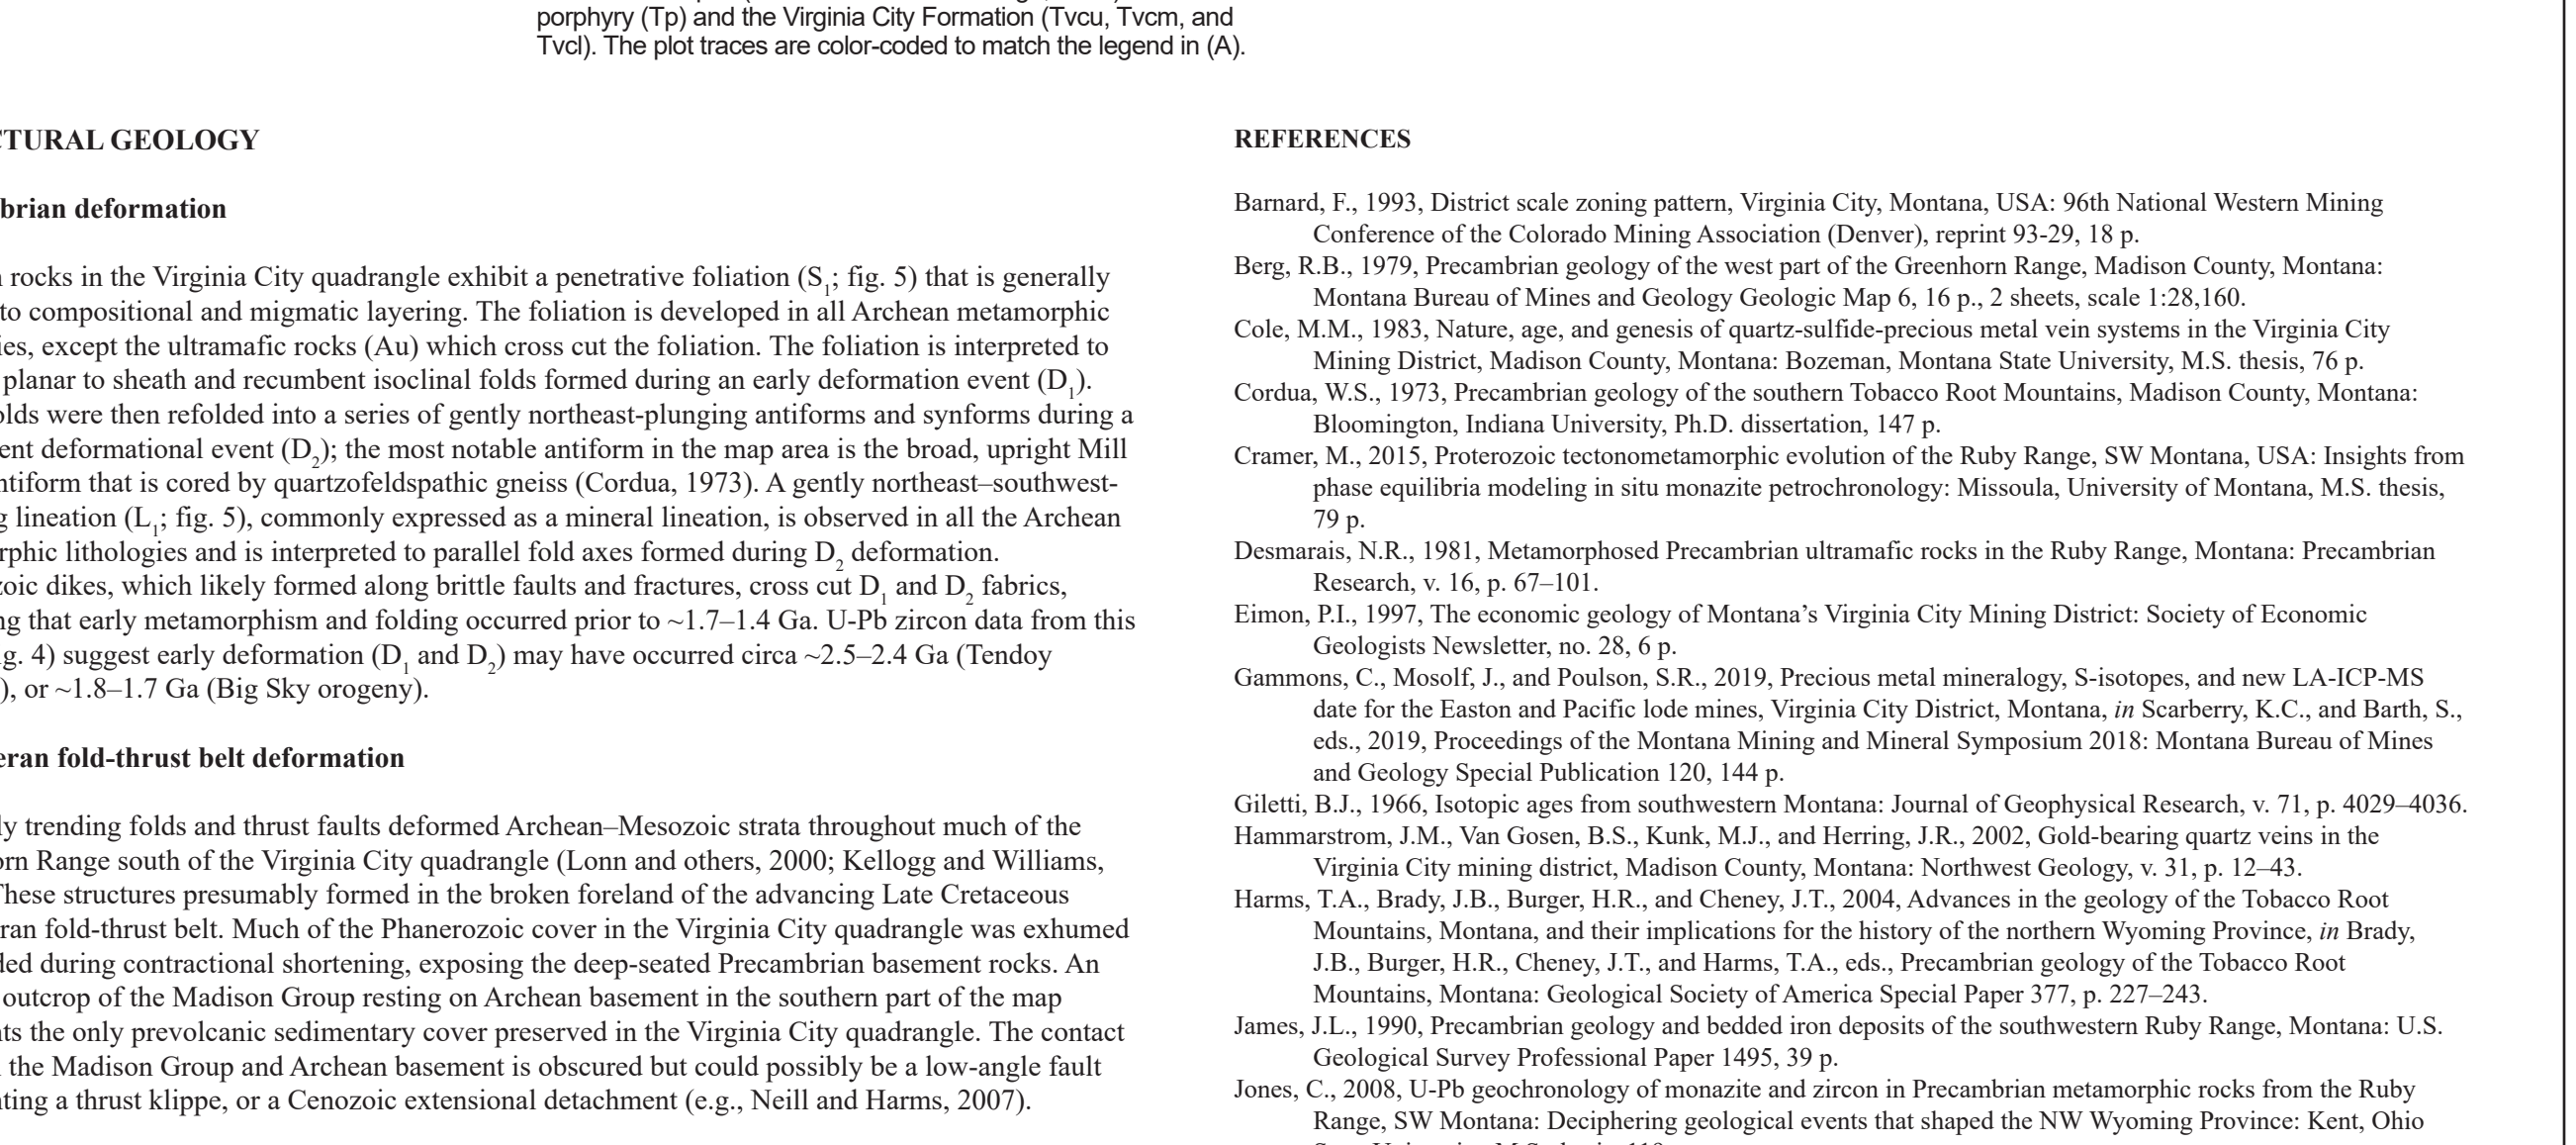 porphyry (Tp) and the Virginia City Formation (Tvcu, Tvcm, and
Tvcl). The plot traces are color-coded to match the legend in (A).
CTURAL GEOLOGY
brian deformation
rocks in the Virginia City quadrangle exhibit a penetrative foliation (S1; fig. 5) that is generally
to compositional and migmatic layering. The foliation is developed in all Archean metamorphic
ies, except the ultramafic rocks (Au) which cross cut the foliation. The foliation is interpreted to
planar to sheath and recumbent isoclinal folds formed during an early deformation event (D1).
olds were then refolded into a series of gently northeast-plunging antiforms and synforms during a
ent deformational event (D2); the most notable antiform in the map area is the broad, upright Mill
ntiform that is cored by quartzofeldspathic gneiss (Cordua, 1973). A gently northeast–southwest-
g lineation (L1; fig. 5), commonly expressed as a mineral lineation, is observed in all the Archean
rphic lithologies and is interpreted to parallel fold axes formed during D2 deformation.
zoic dikes, which likely formed along brittle faults and fractures, cross cut D1 and D2 fabrics,
ng that early metamorphism and folding occurred prior to ~1.7–1.4 Ga. U-Pb zircon data from this
g. 4) suggest early deformation (D1 and D2) may have occurred circa ~2.5–2.4 Ga (Tendoy
), or ~1.8–1.7 Ga (Big Sky orogeny).
eran fold-thrust belt deformation
ly trending folds and thrust faults deformed Archean–Mesozoic strata throughout much of the
orn Range south of the Virginia City quadrangle (Lonn and others, 2000; Kellogg and Williams,
These structures presumably formed in the broken foreland of the advancing Late Cretaceous
ran fold-thrust belt. Much of the Phanerozoic cover in the Virginia City quadrangle was exhumed
ded during contractional shortening, exposing the deep-seated Precambrian basement rocks. An
outcrop of the Madison Group resting on Archean basement in the southern part of the map
nts the only prevolcanic sedimentary cover preserved in the Virginia City quadrangle. The contact
the Madison Group and Archean basement is obscured but could possibly be a low-angle fault
nting a thrust klippe, or a Cenozoic extensional detachment (e.g., Neill and Harms, 2007).
REFERENCES
Barnard, F., 1993, District scale zoning pattern, Virginia City, Montana, USA: 96th National Western Mining
Conference of the Colorado Mining Association (Denver), reprint 93-29, 18 p.
Berg, R.B., 1979, Precambrian geology of the west part of the Greenhorn Range, Madison County, Montana:
Montana Bureau of Mines and Geology Geologic Map 6, 16 p., 2 sheets, scale 1:28,160.
Cole, M.M., 1983, Nature, age, and genesis of quartz-sulfide-precious metal vein systems in the Virginia City
Mining District, Madison County, Montana: Bozeman, Montana State University, M.S. thesis, 76 p.
Cordua, W.S., 1973, Precambrian geology of the southern Tobacco Root Mountains, Madison County, Montana:
Bloomington, Indiana University, Ph.D. dissertation, 147 p.
Cramer, M., 2015, Proterozoic tectonometamorphic evolution of the Ruby Range, SW Montana, USA: Insights from
phase equilibria modeling in situ monazite petrochronology: Missoula, University of Montana, M.S. thesis,
79 p.
Desmarais, N.R., 1981, Metamorphosed Precambrian ultramafic rocks in the Ruby Range, Montana: Precambrian
Research, v. 16, p. 67–101.
Eimon, P.I., 1997, The economic geology of Montana’s Virginia City Mining District: Society of Economic
Geologists Newsletter, no. 28, 6 p.
Gammons, C., Mosolf, J., and Poulson, S.R., 2019, Precious metal mineralogy, S-isotopes, and new LA-ICP-MS
date for the Easton and Pacific lode mines, Virginia City District, Montana, in Scarberry, K.C., and Barth, S.,
eds., 2019, Proceedings of the Montana Mining and Mineral Symposium 2018: Montana Bureau of Mines
and Geology Special Publication 120, 144 p.
Giletti, B.J., 1966, Isotopic ages from southwestern Montana: Journal of Geophysical Research, v. 71, p. 4029–4036.
Hammarstrom, J.M., Van Gosen, B.S., Kunk, M.J., and Herring, J.R., 2002, Gold-bearing quartz veins in the
Virginia City mining district, Madison County, Montana: Northwest Geology, v. 31, p. 12–43.
Harms, T.A., Brady, J.B., Burger, H.R., and Cheney, J.T., 2004, Advances in the geology of the Tobacco Root
Mountains, Montana, and their implications for the history of the northern Wyoming Province, in Brady,
J.B., Burger, H.R., Cheney, J.T., and Harms, T.A., eds., Precambrian geology of the Tobacco Root
Mountains, Montana: Geological Society of America Special Paper 377, p. 227–243.
James, J.L., 1990, Precambrian geology and bedded iron deposits of the southwestern Ruby Range, Montana: U.S.
Geological Survey Professional Paper 1495, 39 p.
Jones, C., 2008, U-Pb geochronology of monazite and zircon in Precambrian metamorphic rocks from the Ruby
Range, SW Montana: Deciphering geological events that shaped the NW Wyoming Province: Kent, Ohio